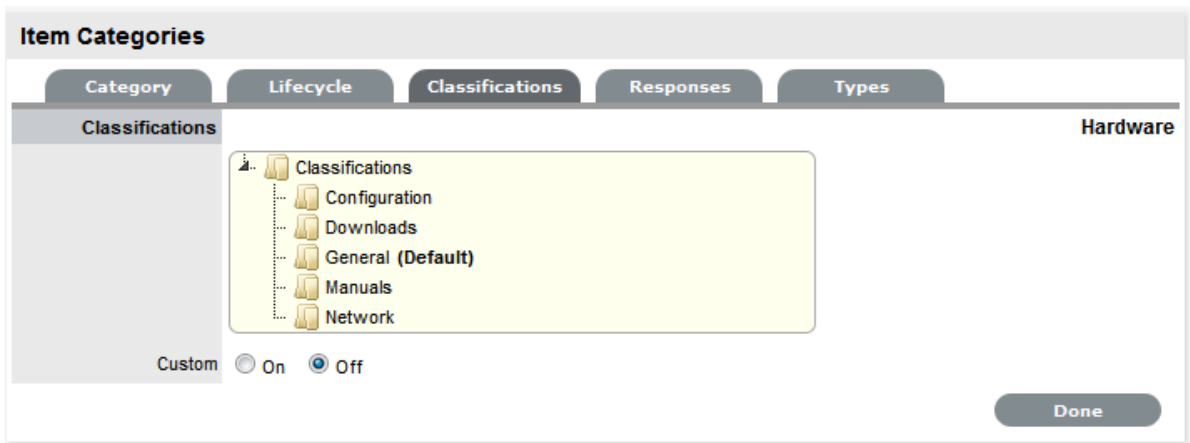 Item Categories
Category Lifecycle Classifications Responses Types
Classifications Hardware
Classifications
Configuration
Downloads
General (Default)
Manuals
Network
Custom On Off
Done